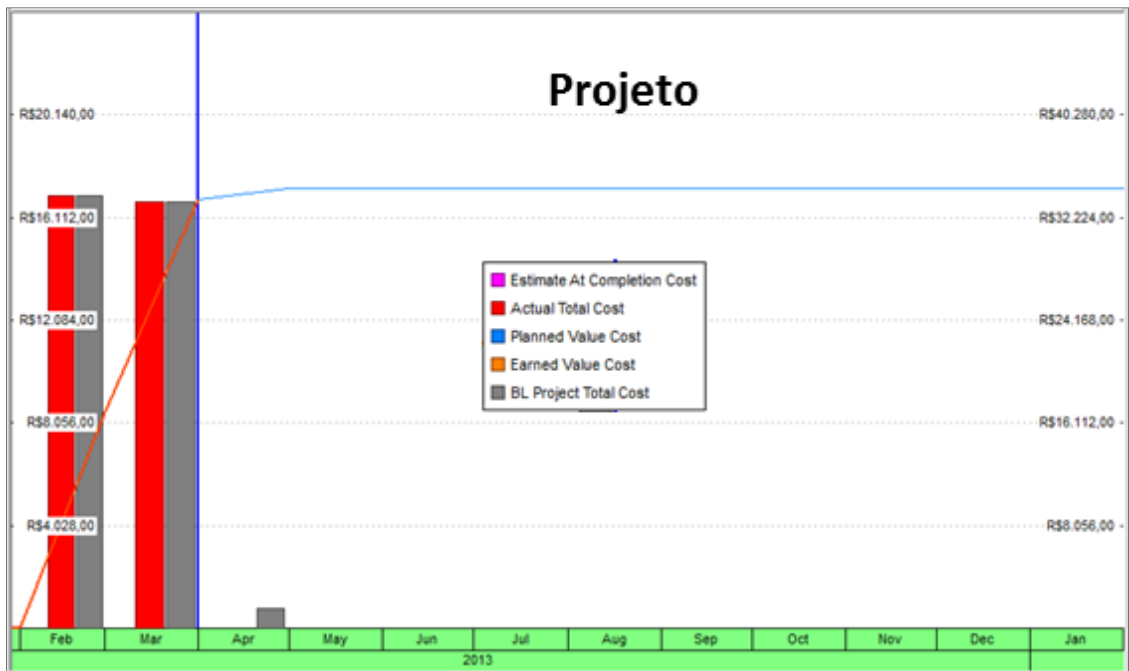 Projeto
R$20.140,00
R$40.280,00
R$16.112,00
R$32.224,00
Estimate At Completion Cost
Actual Total Cost
R$12.084,00
R$24.168,00
Planned Value Cost
Earned Value Cost
BL Project Total Cost
R$8.056,00
R$16.112,00
R$4.028,00
R$8.056,00
Feb Mar Apr May Jun Jul Aug Sep Oct Nov Dec Jan
2013